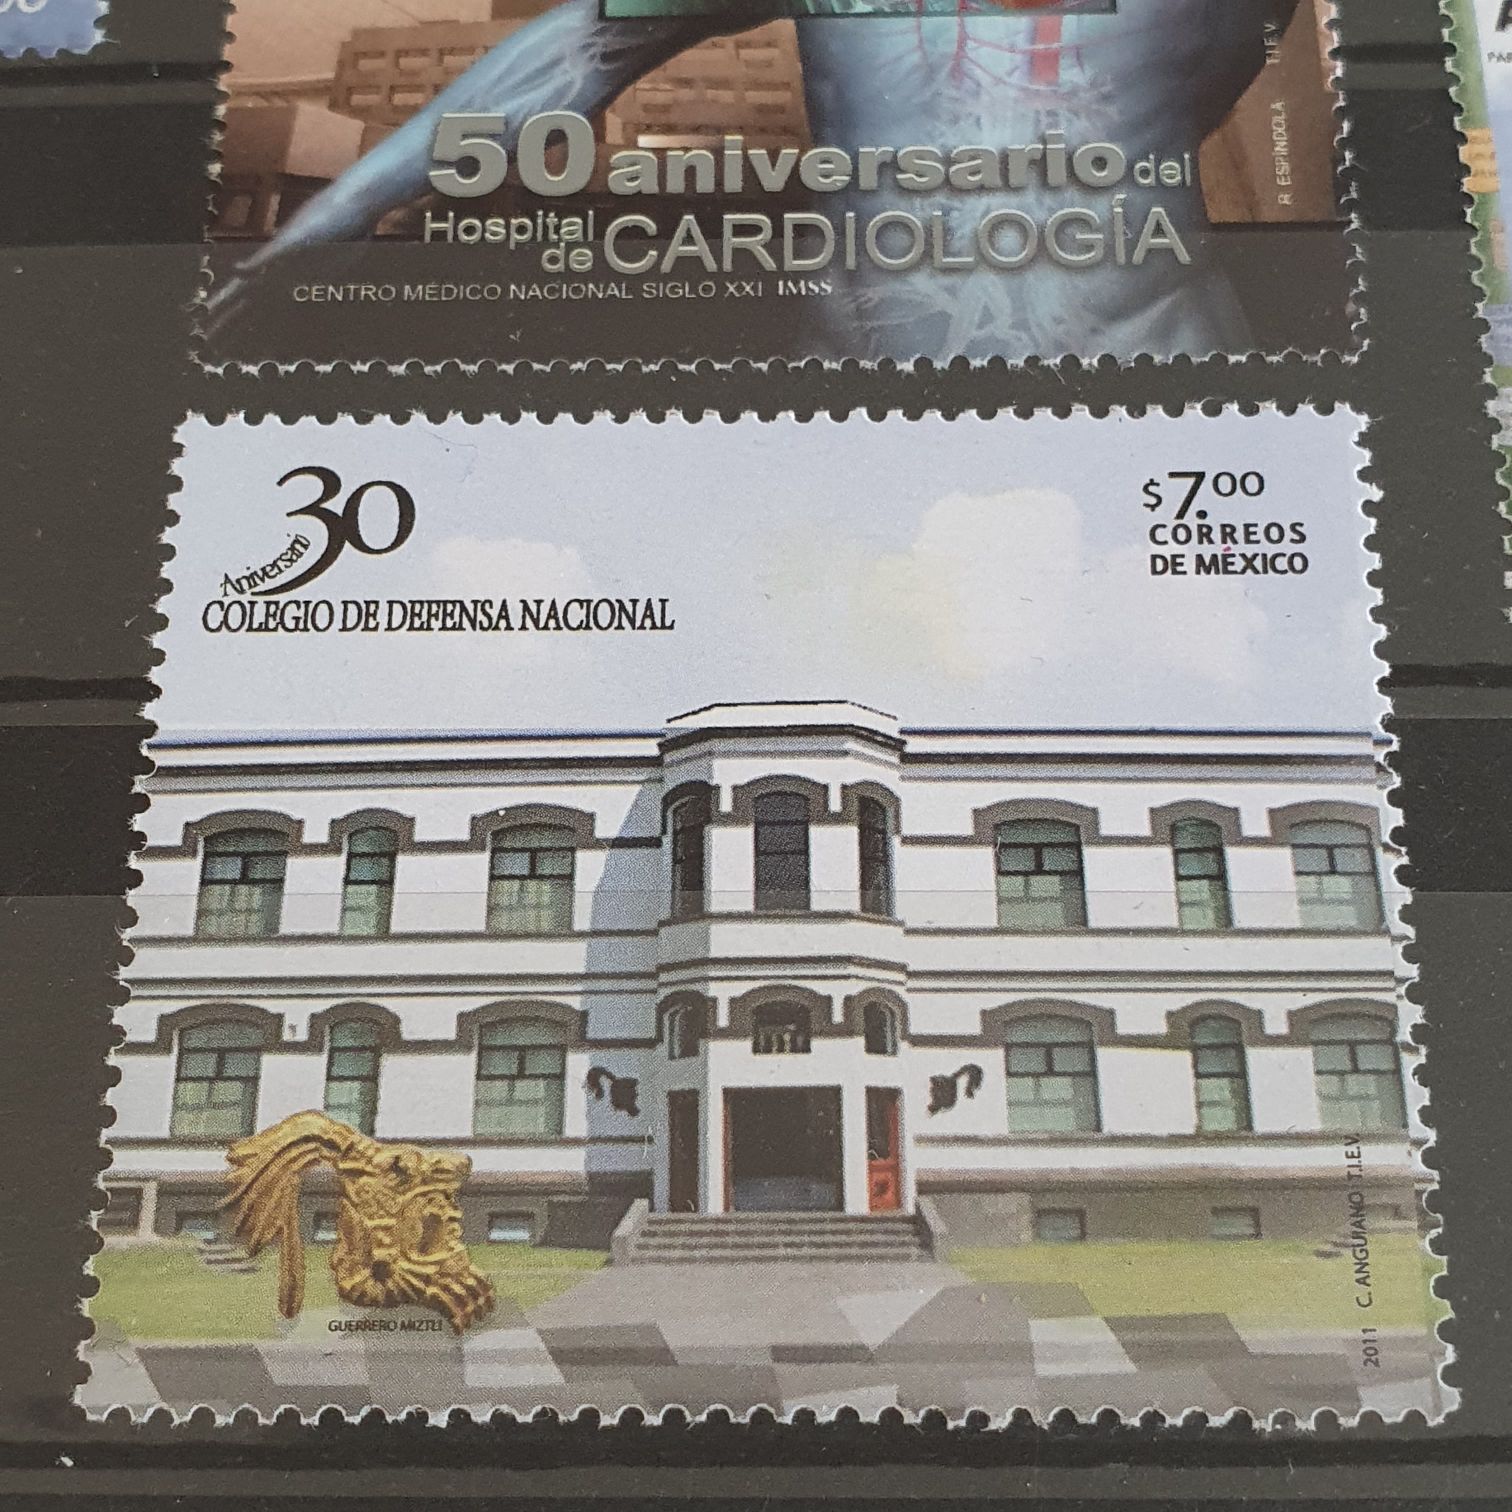 50 aniversario del
Hospital de CARDIOLOGÍA
CENTRO MÉDICO NACIONAL SIGLO XXI IMSS
A ESPÍNDOLA T.I.E.V.
30
Aniversario
COLEGIO DE DEFENSA NACIONAL
$7.00
CORREOS
DE MÉXICO
GUERRERO MIZTLI
2011 C. ANGUIANO T.I.E.V.